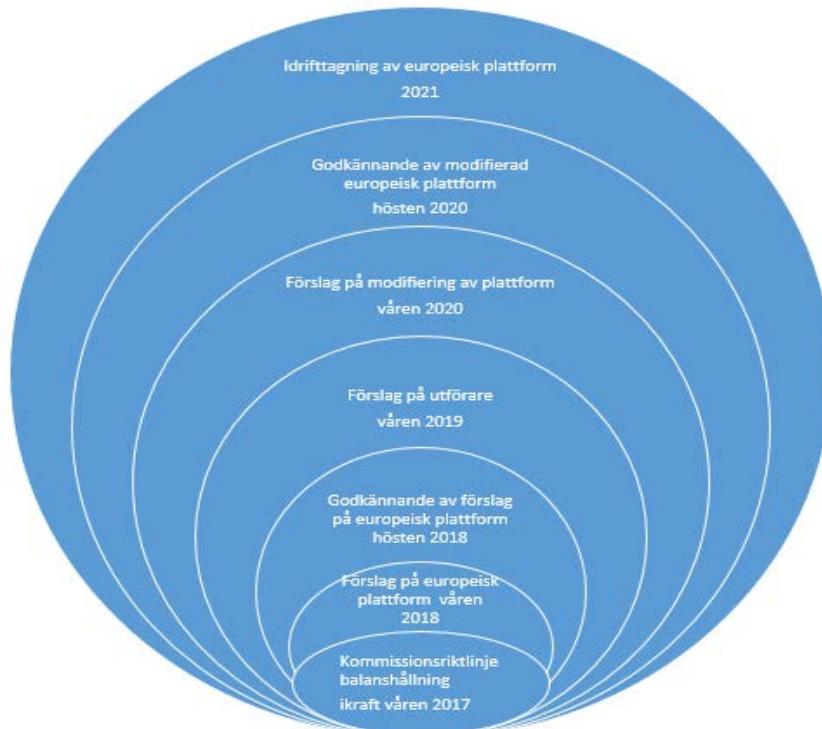 Idrifttagning av europeisk plattform
2021
Godkännande av modifierad
europeisk plattform
hösten 2020
Förslag på modifiering av plattform
våren 2020
Förslag på utförare
våren 2019
Godkännande av förslag
på europeisk plattform
hösten 2018
Förslag på europeisk
plattform våren
2018
Kommissionsriktlinje
balanshållning
ikraft våren 2017